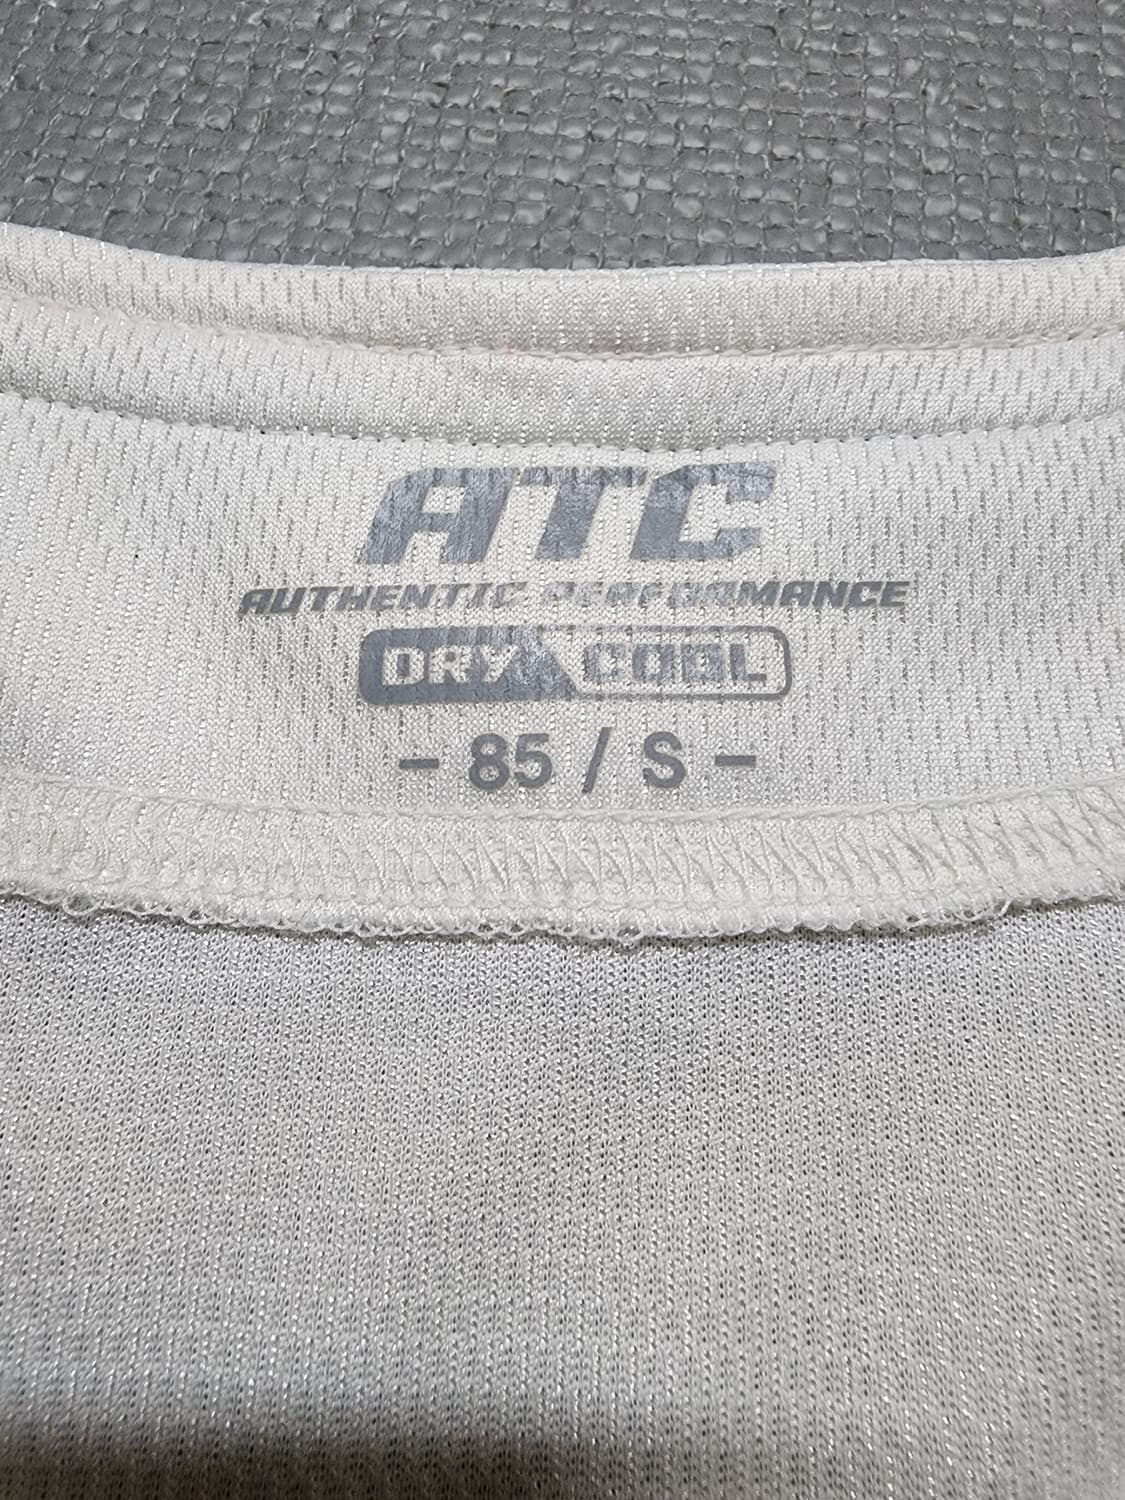 ATC
AUTHENTIC PERFORMANCE
DRY COOL
- 85 / S -